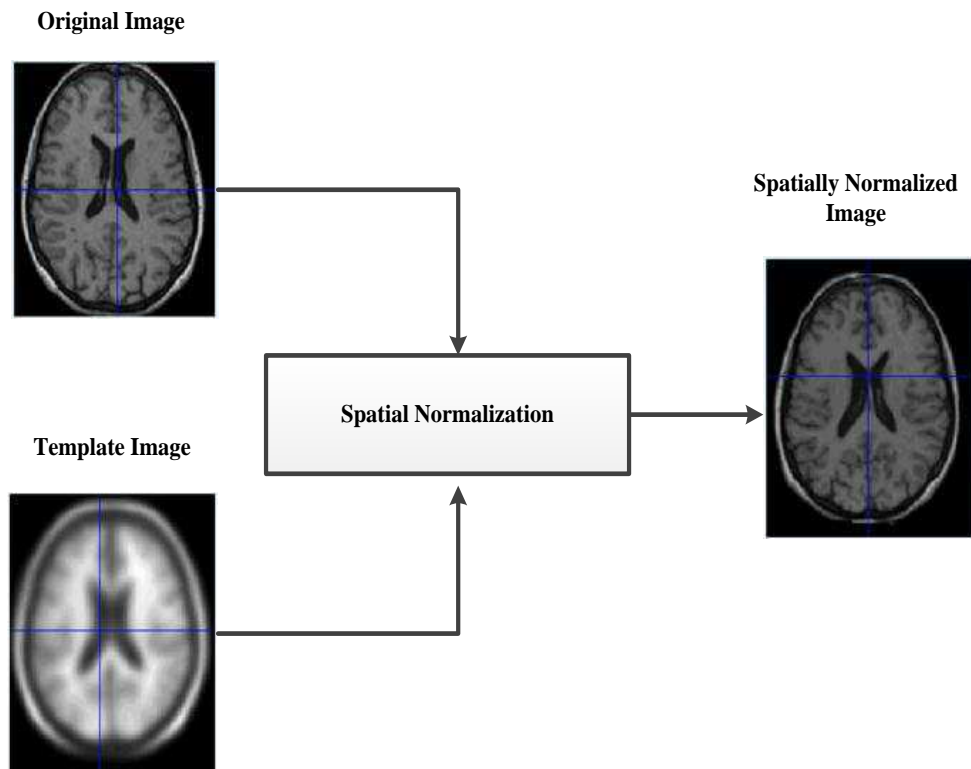 Original Image
Spatially Normalized
Image
Spatial Normalization
Template Image